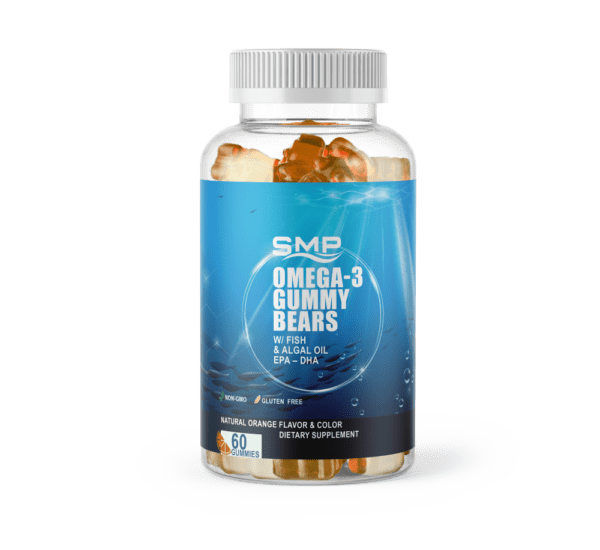 SMP
OMEGA-3
GUMMY
BEARS
W/ FISH
& ALGAL OIL
EPA – DHA
NON-GMO GLUTEN FREE
NATURAL ORANGE FLAVOR & COLOR
DIETARY SUPPLEMENT
60
GUMMIES